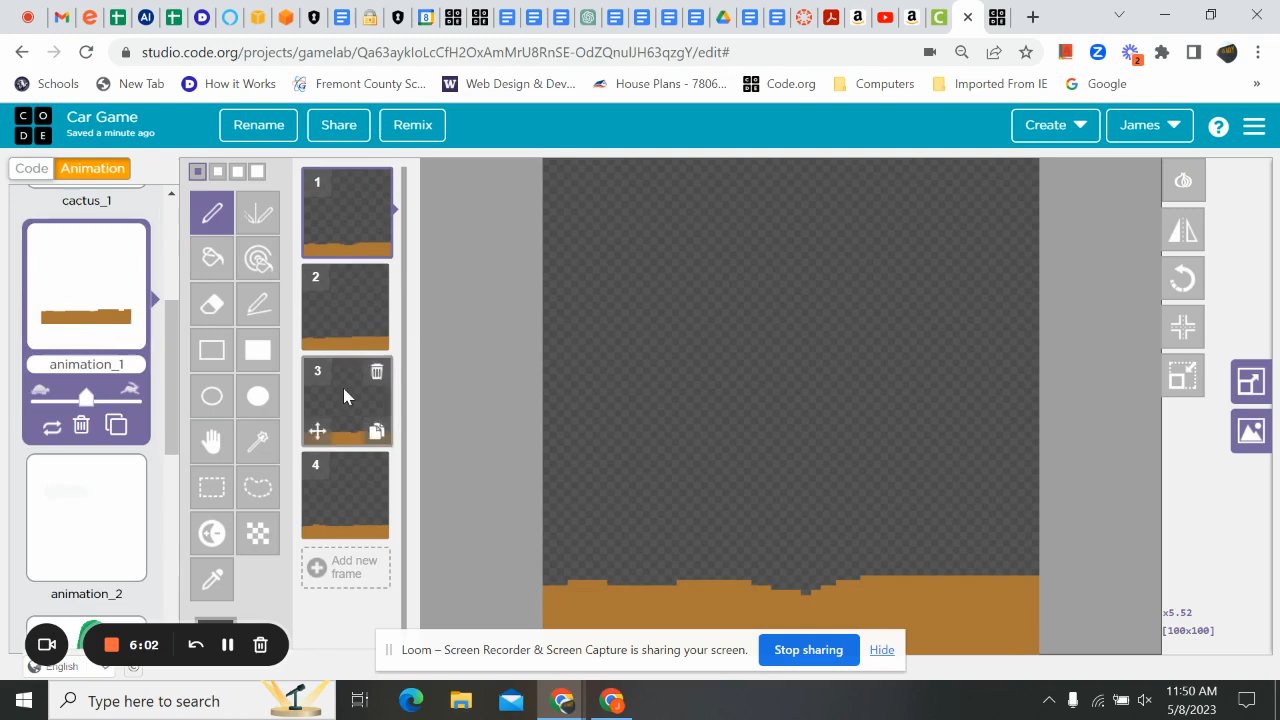 studio.code.org/projects/gamelab/Qa63aykIoLcCfH2OxAmMrU8RnSE-OdZQnuIJH63qzgY/edit#
2
Schools
New Tab
How it Works
Fremont County Sc...
Web Design & Dev...
House Plans - 7806...
Code.org
Computers
Imported From IE
Google
»
C O
D E
Car Game
Saved a minute ago
Rename
Share
Remix
Create
James
?
Code
Animation
cactus_1
animation_1
animation_2
1
2
3
4
Add new
frame
x5.52
[100x100]
6:02
Loom – Screen Recorder & Screen Capture is sharing your screen.
Stop sharing
Hide
English
Type here to search
11:50 AM
5/8/2023